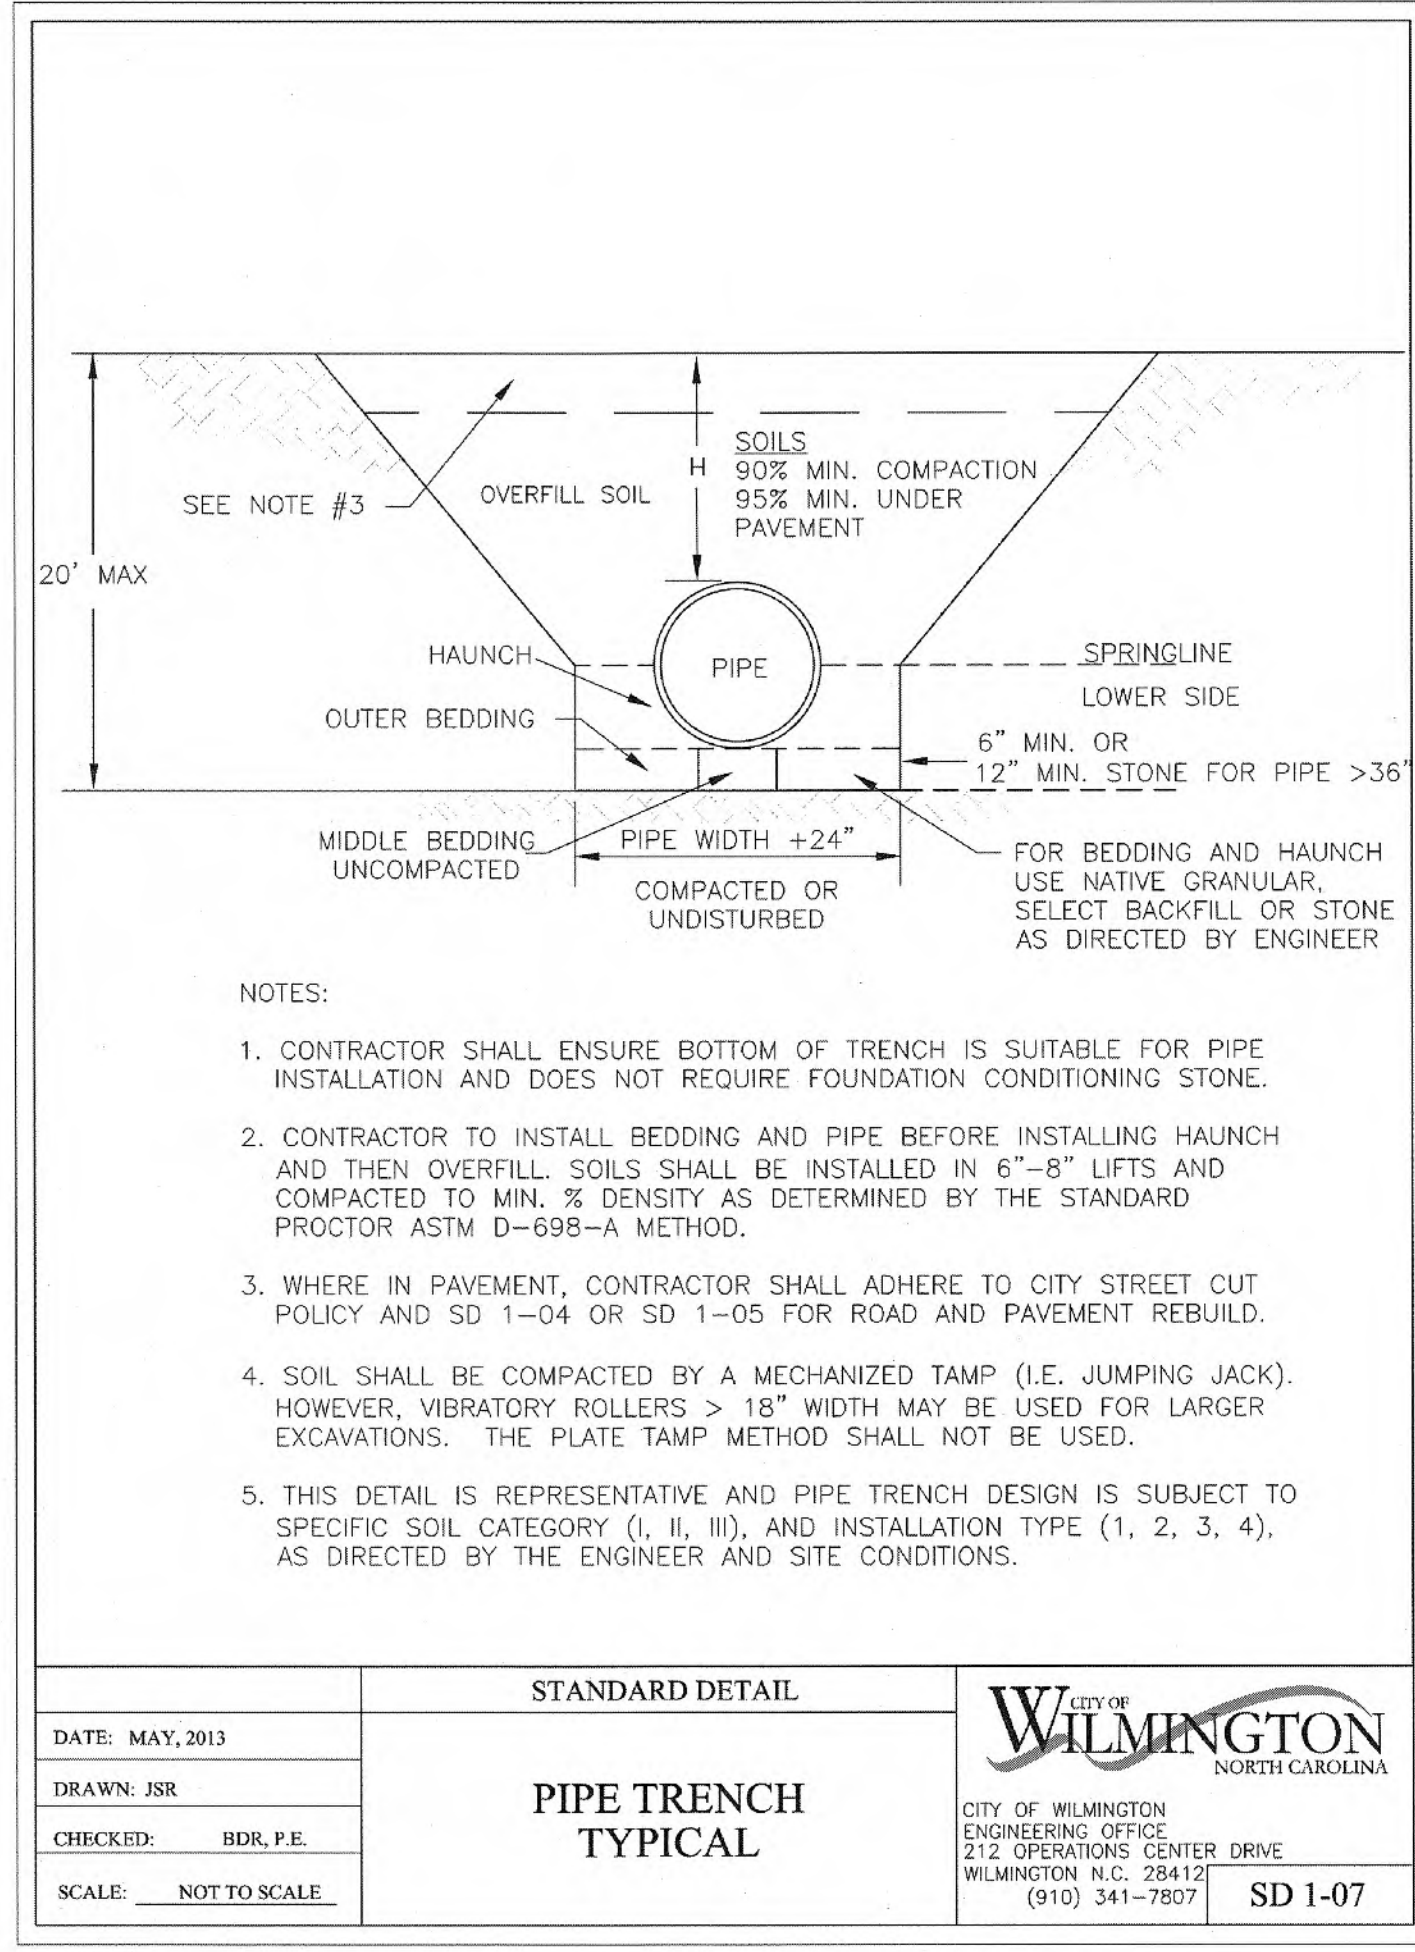 SOILS
H 90% MIN. COMPACTION
OVERFILL SOIL 95% MIN. UNDER
SEE NOTE #3
PAVEMENT
20' MAX
HAUNCH
PIPE
SPRINGLINE
LOWER SIDE
OUTER BEDDING
6" MIN. OR
12" MIN. STONE FOR PIPE >36"
MIDDLE BEDDING
UNCOMPACTED
PIPE WIDTH +24"
COMPACTED OR
UNDISTURBED
FOR BEDDING AND HAUNCH
USE NATIVE GRANULAR,
SELECT BACKFILL OR STONE
AS DIRECTED BY ENGINEER
NOTES:
1. CONTRACTOR SHALL ENSURE BOTTOM OF TRENCH IS SUITABLE FOR PIPE
INSTALLATION AND DOES NOT REQUIRE FOUNDATION CONDITIONING STONE.
2. CONTRACTOR TO INSTALL BEDDING AND PIPE BEFORE INSTALLING HAUNCH
AND THEN OVERFILL. SOILS SHALL BE INSTALLED IN 6"-8" LIFTS AND
COMPACTED TO MIN. % DENSITY AS DETERMINED BY THE STANDARD
PROCTOR ASTM D-698-A METHOD.
3. WHERE IN PAVEMENT, CONTRACTOR SHALL ADHERE TO CITY STREET CUT
POLICY AND SD 1-04 OR SD 1-05 FOR ROAD AND PAVEMENT REBUILD.
4. SOIL SHALL BE COMPACTED BY A MECHANIZED TAMP (I.E. JUMPING JACK).
HOWEVER, VIBRATORY ROLLERS > 18" WIDTH MAY BE USED FOR LARGER
EXCAVATIONS. THE PLATE TAMP METHOD SHALL NOT BE USED.
5. THIS DETAIL IS REPRESENTATIVE AND PIPE TRENCH DESIGN IS SUBJECT TO
SPECIFIC SOIL CATEGORY (I, II, III), AND INSTALLATION TYPE (1, 2, 3, 4),
AS DIRECTED BY THE ENGINEER AND SITE CONDITIONS.
DATE: MAY, 2013
DRAWN: JSR
CHECKED: BDR, P.E.
SCALE: NOT TO SCALE
STANDARD DETAIL
PIPE TRENCH
TYPICAL
CITY OF
WILMINGTON
NORTH CAROLINA
CITY OF WILMINGTON
ENGINEERING OFFICE
212 OPERATIONS CENTER DRIVE
WILMINGTON N.C. 28412
(910) 341-7807
SD 1-07